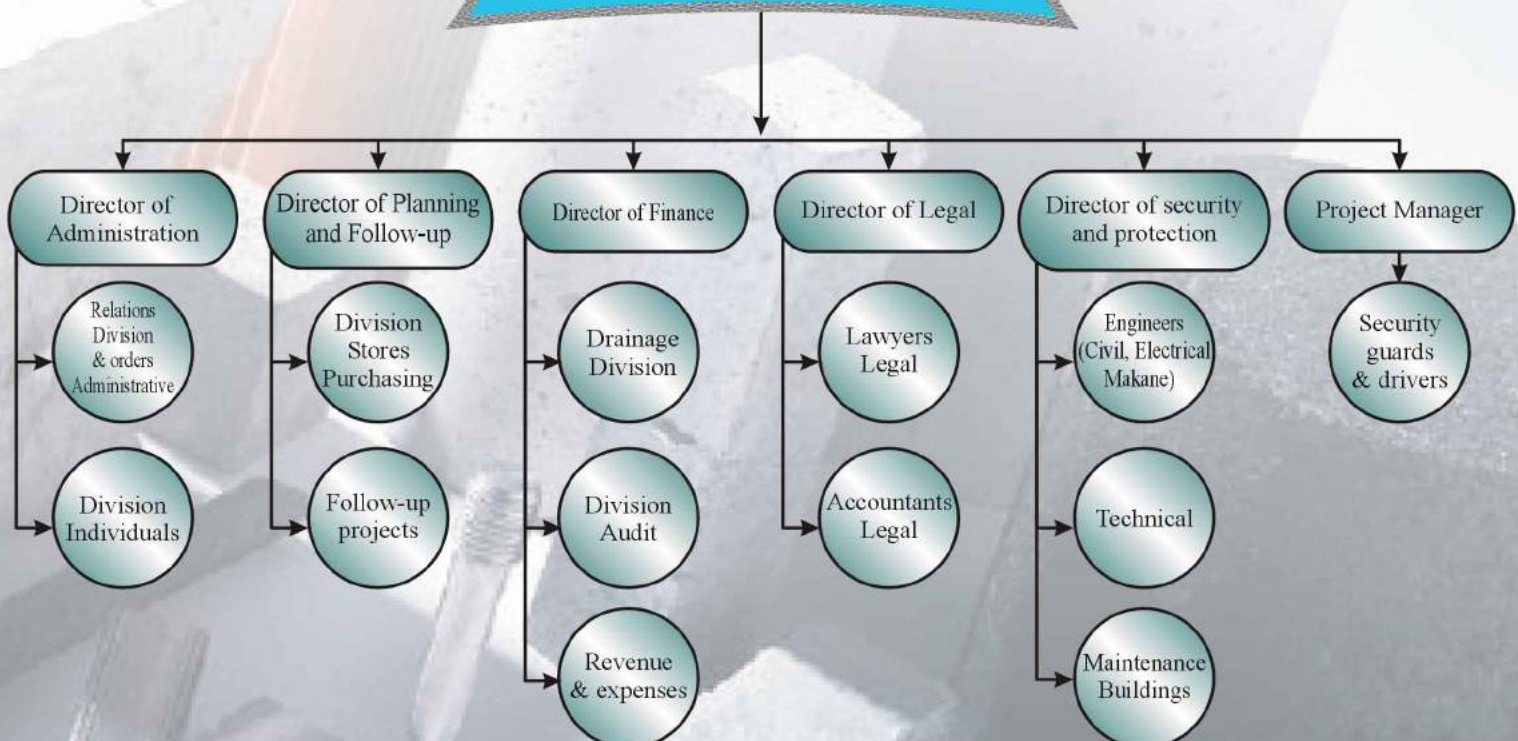 Director of
Administration
Director of Planning
and Follow-up
Director of Finance
Director of Legal
Director of security
and protection
Project Manager
Relations
Division
& orders
Administrative
Division
Stores
Purchasing
Drainage
Division
Lawyers
Legal
Engineers
(Civil, Electrical
Makane)
Security
guards
& drivers
Division
Individuals
Follow-up
projects
Division
Audit
Accountants
Legal
Technical
Revenue
& expenses
Maintenance
Buildings